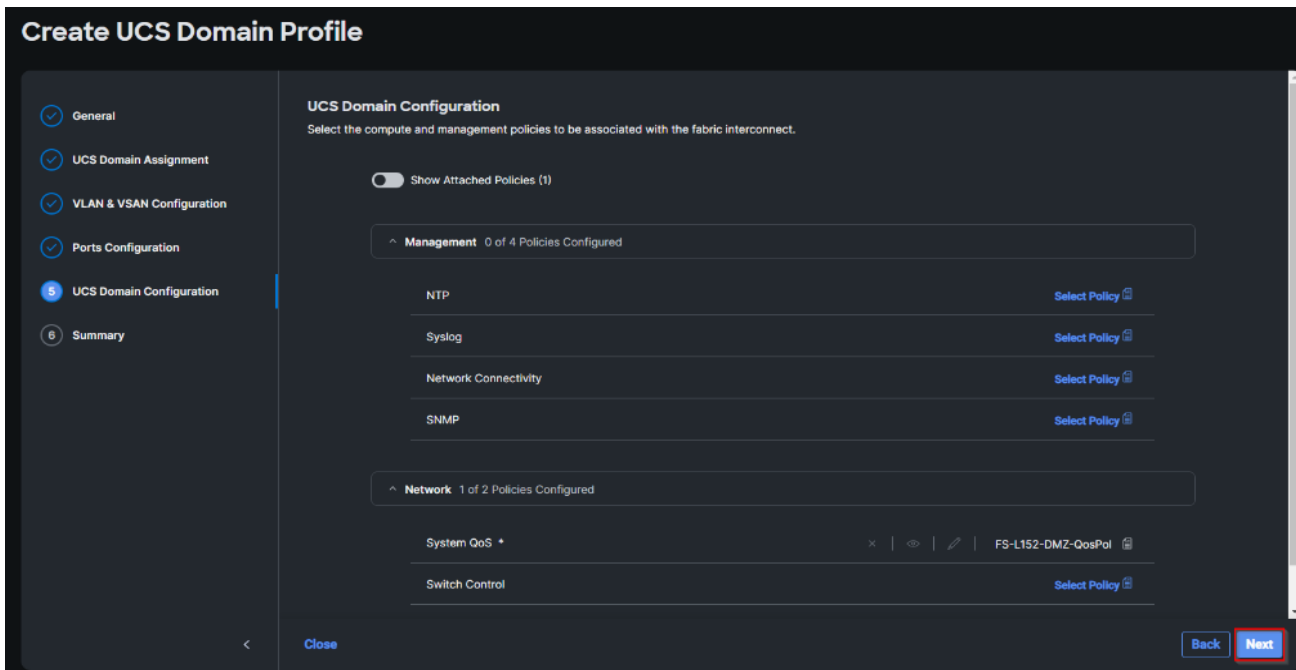 Create UCS Domain Profile
General
UCS Domain Assignment
VLAN & VSAN Configuration
Ports Configuration
5 UCS Domain Configuration
6 Summary
UCS Domain Configuration
Select the compute and management policies to be associated with the fabric interconnect.
Show Attached Policies (1)
Management 0 of 4 Policies Configured
NTP Select Policy
Syslog Select Policy
Network Connectivity Select Policy
SNMP Select Policy
Network 1 of 2 Policies Configured
System QoS * FS-L152-DMZ-QosPol
Switch Control Select Policy
Close Back Next